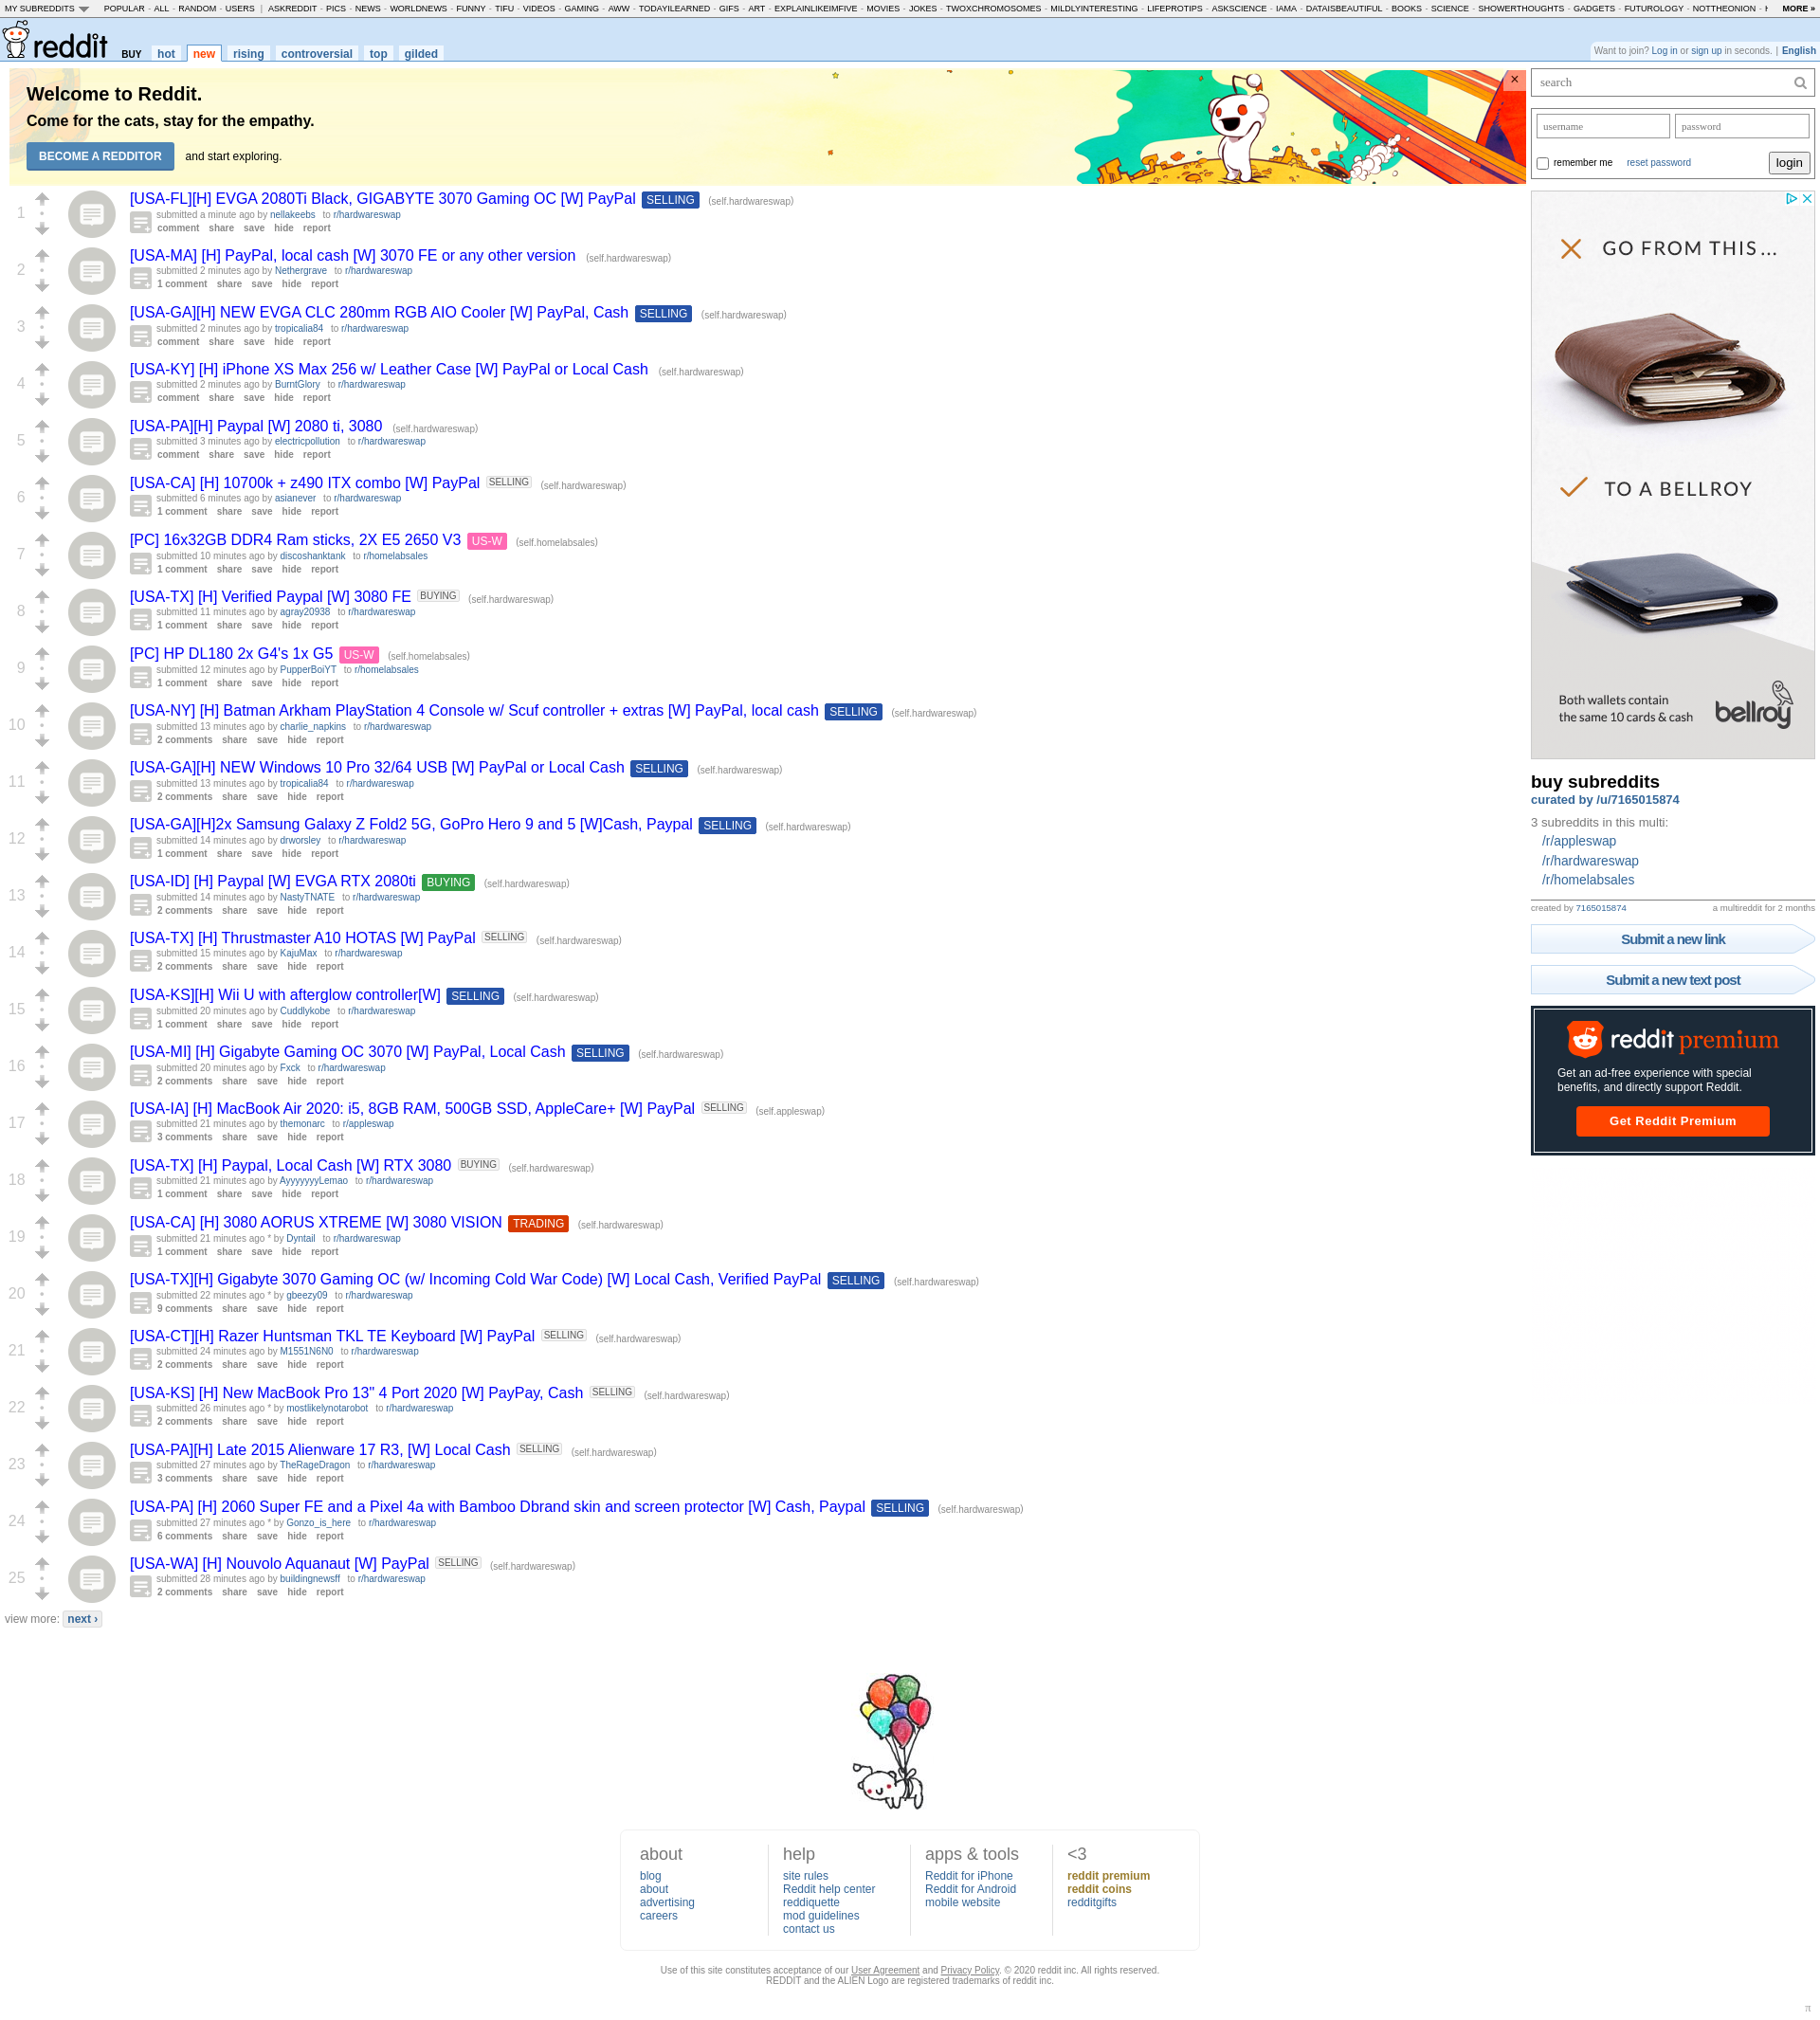 MY SUBREDDITS POPULAR - ALL - RANDOM - USERS | ASKREDDIT - PICS - NEWS - WORLDNEWS - FUNNY - TIFU - VIDEOS - GAMING - AWW - TODAYILEARNED - GIFS - ART - EXPLAINLIKEIMFIVE - MOVIES - JOKES - TWOXCHROMOSOMES - MILDLYINTERESTING - LIFEPROTIPS - ASKSCIENCE - IAMA - DATAISBEAUTIFUL - BOOKS - SCIENCE - SHOWERTHOUGHTS - GADGETS - FUTUROLOGY - NOTTHEONION - MORE »
reddit BUY hot new rising controversial top gilded
Want to join? Log in or sign up in seconds. | English
Welcome to Reddit.
Come for the cats, stay for the empathy.
BECOME A REDDITOR and start exploring.
×
1
[USA-FL][H] EVGA 2080Ti Black, GIGABYTE 3070 Gaming OC [W] PayPal SELLING (self.hardwareswap)
submitted a minute ago by nellakeebs to r/hardwareswap
comment share save hide report
2
[USA-MA] [H] PayPal, local cash [W] 3070 FE or any other version (self.hardwareswap)
submitted 2 minutes ago by Nethergrave to r/hardwareswap
1 comment share save hide report
3
[USA-GA][H] NEW EVGA CLC 280mm RGB AIO Cooler [W] PayPal, Cash SELLING (self.hardwareswap)
submitted 2 minutes ago by tropicalia84 to r/hardwareswap
comment share save hide report
4
[USA-KY] [H] iPhone XS Max 256 w/ Leather Case [W] PayPal or Local Cash (self.hardwareswap)
submitted 2 minutes ago by BurntGlory to r/hardwareswap
comment share save hide report
5
[USA-PA][H] Paypal [W] 2080 ti, 3080 (self.hardwareswap)
submitted 3 minutes ago by electricpollution to r/hardwareswap
comment share save hide report
6
[USA-CA] [H] 10700k + z490 ITX combo [W] PayPal SELLING (self.hardwareswap)
submitted 6 minutes ago by asianever to r/hardwareswap
1 comment share save hide report
7
[PC] 16x32GB DDR4 Ram sticks, 2X E5 2650 V3 US-W (self.homelabsales)
submitted 10 minutes ago by discoshanktank to r/homelabsales
1 comment share save hide report
8
[USA-TX] [H] Verified Paypal [W] 3080 FE BUYING (self.hardwareswap)
submitted 11 minutes ago by agray20938 to r/hardwareswap
1 comment share save hide report
9
[PC] HP DL180 2x G4's 1x G5 US-W (self.homelabsales)
submitted 12 minutes ago by PupperBoiYT to r/homelabsales
1 comment share save hide report
10
[USA-NY] [H] Batman Arkham PlayStation 4 Console w/ Scuf controller + extras [W] PayPal, local cash SELLING (self.hardwareswap)
submitted 13 minutes ago by charlie_napkins to r/hardwareswap
2 comments share save hide report
11
[USA-GA][H] NEW Windows 10 Pro 32/64 USB [W] PayPal or Local Cash SELLING (self.hardwareswap)
submitted 13 minutes ago by tropicalia84 to r/hardwareswap
2 comments share save hide report
12
[USA-GA][H]2x Samsung Galaxy Z Fold2 5G, GoPro Hero 9 and 5 [W]Cash, Paypal SELLING (self.hardwareswap)
submitted 14 minutes ago by drworsley to r/hardwareswap
1 comment share save hide report
13
[USA-ID] [H] Paypal [W] EVGA RTX 2080ti BUYING (self.hardwareswap)
submitted 14 minutes ago by NastyTNATE to r/hardwareswap
2 comments share save hide report
14
[USA-TX] [H] Thrustmaster A10 HOTAS [W] PayPal SELLING (self.hardwareswap)
submitted 15 minutes ago by KajuMax to r/hardwareswap
2 comments share save hide report
15
[USA-KS][H] Wii U with afterglow controller[W] SELLING (self.hardwareswap)
submitted 20 minutes ago by Cuddlykobe to r/hardwareswap
1 comment share save hide report
16
[USA-MI] [H] Gigabyte Gaming OC 3070 [W] PayPal, Local Cash SELLING (self.hardwareswap)
submitted 20 minutes ago by Fxck to r/hardwareswap
2 comments share save hide report
17
[USA-IA] [H] MacBook Air 2020: i5, 8GB RAM, 500GB SSD, AppleCare+ [W] PayPal SELLING (self.appleswap)
submitted 21 minutes ago by themonarc to r/appleswap
3 comments share save hide report
18
[USA-TX] [H] Paypal, Local Cash [W] RTX 3080 BUYING (self.hardwareswap)
submitted 21 minutes ago by AyyyyyyyLemao to r/hardwareswap
1 comment share save hide report
19
[USA-CA] [H] 3080 AORUS XTREME [W] 3080 VISION TRADING (self.hardwareswap)
submitted 21 minutes ago * by Dyntail to r/hardwareswap
1 comment share save hide report
20
[USA-TX][H] Gigabyte 3070 Gaming OC (w/ Incoming Cold War Code) [W] Local Cash, Verified PayPal SELLING (self.hardwareswap)
submitted 22 minutes ago * by gbeezy09 to r/hardwareswap
9 comments share save hide report
21
[USA-CT][H] Razer Huntsman TKL TE Keyboard [W] PayPal SELLING (self.hardwareswap)
submitted 24 minutes ago by M1551N6N0 to r/hardwareswap
2 comments share save hide report
22
[USA-KS] [H] New MacBook Pro 13" 4 Port 2020 [W] PayPay, Cash SELLING (self.hardwareswap)
submitted 26 minutes ago * by mostlikelynotarobot to r/hardwareswap
2 comments share save hide report
23
[USA-PA][H] Late 2015 Alienware 17 R3, [W] Local Cash SELLING (self.hardwareswap)
submitted 27 minutes ago by TheRageDragon to r/hardwareswap
3 comments share save hide report
24
[USA-PA] [H] 2060 Super FE and a Pixel 4a with Bamboo Dbrand skin and screen protector [W] Cash, Paypal SELLING (self.hardwareswap)
submitted 27 minutes ago * by Gonzo_is_here to r/hardwareswap
6 comments share save hide report
25
[USA-WA] [H] Nouvolo Aquanaut [W] PayPal SELLING (self.hardwareswap)
submitted 28 minutes ago by buildingnewsff to r/hardwareswap
2 comments share save hide report
view more: next ›
search
username password
remember me reset password login
GO FROM THIS...
TO A BELLROY
Both wallets contain
the same 10 cards & cash
bellroy
buy subreddits
curated by /u/7165015874
3 subreddits in this multi:
/r/appleswap
/r/hardwareswap
/r/homelabsales
created by 7165015874 a multireddit for 2 months
Submit a new link
Submit a new text post
reddit premium
Get an ad-free experience with special
benefits, and directly support Reddit.
Get Reddit Premium
about
blog
about
advertising
careers
help
site rules
Reddit help center
reddiquette
mod guidelines
contact us
apps & tools
Reddit for iPhone
Reddit for Android
mobile website
<3
reddit premium
reddit coins
redditgifts
Use of this site constitutes acceptance of our User Agreement and Privacy Policy. © 2020 reddit inc. All rights reserved.
REDDIT and the ALIEN Logo are registered trademarks of reddit inc.
π